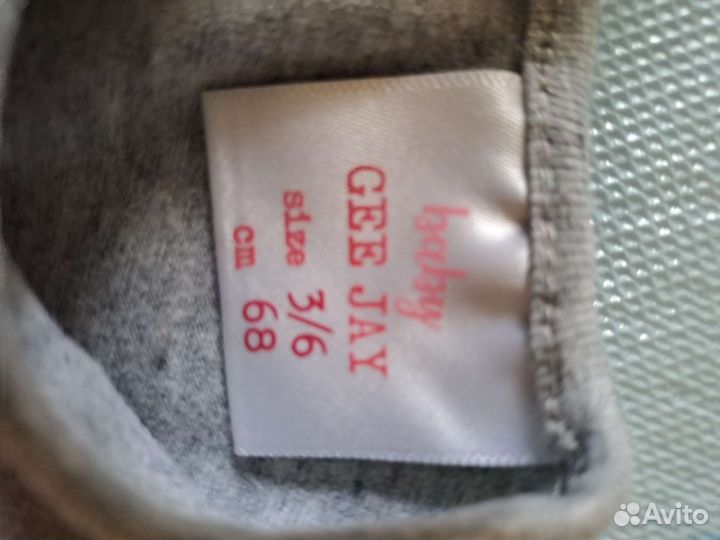 baby
GEE JAY
size 3/6
cm 68
Avito